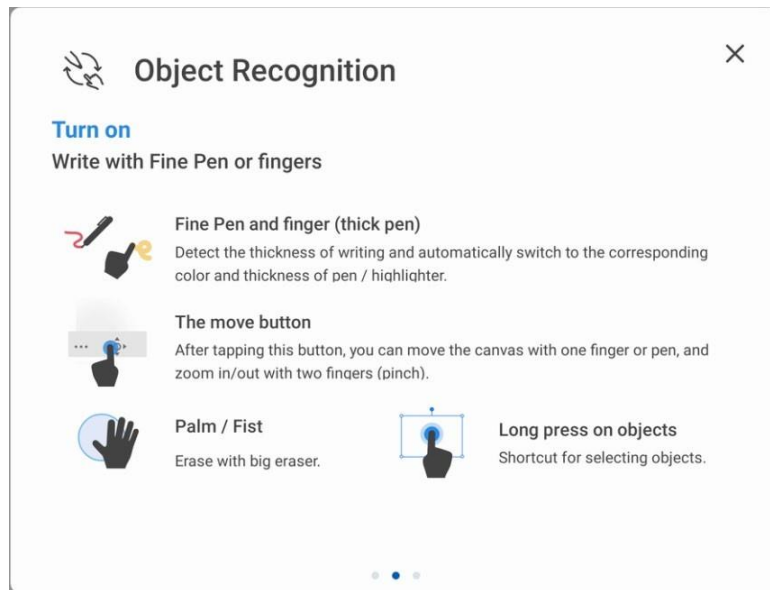 Object Recognition
Turn on
Write with Fine Pen or fingers
Fine Pen and finger (thick pen)
Detect the thickness of writing and automatically switch to the corresponding
color and thickness of pen / highlighter.
The move button
After tapping this button, you can move the canvas with one finger or pen, and
zoom in/out with two fingers (pinch).
Palm / Fist
Erase with big eraser.
Long press on objects
Shortcut for selecting objects.